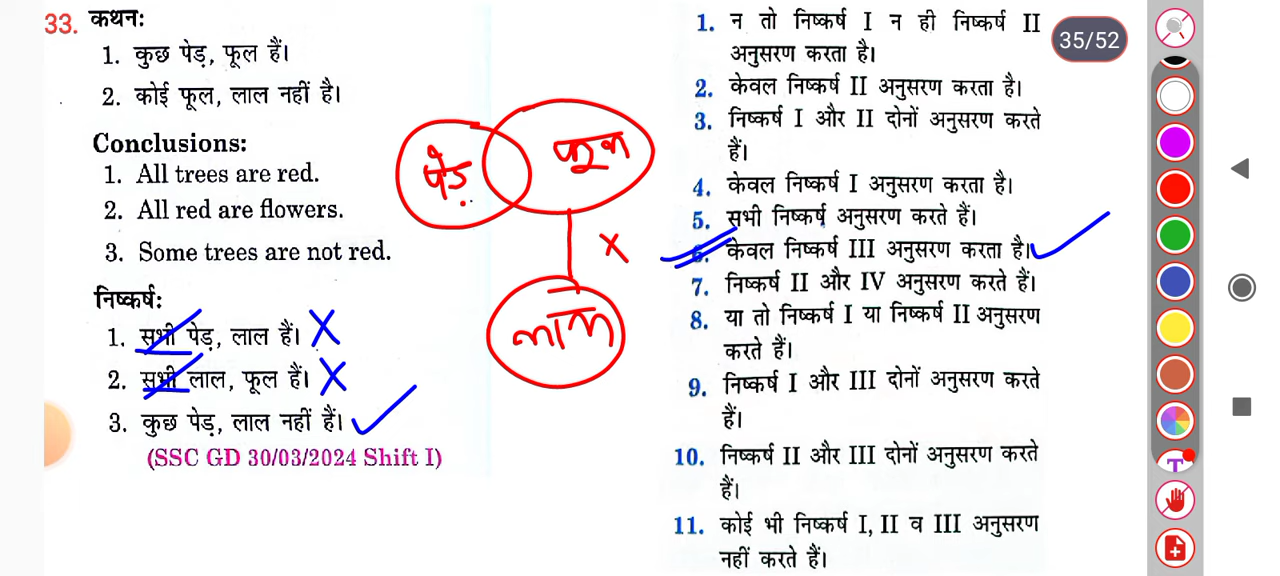 33. कथन:
1. कुछ पेड़, फूल हैं।
2. कोई फूल, लाल नहीं है।
Conclusions:
1. All trees are red.
2. All red are flowers.
3. Some trees are not red.
निष्कर्ष:
1. सभी पेड़, लाल हैं।
2. सभी लाल, फूल हैं।
3. कुछ पेड़, लाल नहीं हैं।
(SSC GD 30/03/2024 Shift I)
पेड़
फूल
लाल
1. न तो निष्कर्ष I न ही निष्कर्ष II
अनुसरण करता है।
2. केवल निष्कर्ष II अनुसरण करता है।
3. निष्कर्ष I और II दोनों अनुसरण करते
हैं।
4. केवल निष्कर्ष I अनुसरण करता है।
5. सभी निष्कर्ष अनुसरण करते हैं।
6. केवल निष्कर्ष III अनुसरण करता है।
7. निष्कर्ष II और IV अनुसरण करते हैं।
8. या तो निष्कर्ष I या निष्कर्ष II अनुसरण
करते हैं।
9. निष्कर्ष I और III दोनों अनुसरण करते
हैं।
10. निष्कर्ष II और III दोनों अनुसरण करते
हैं।
11. कोई भी निष्कर्ष I, II व III अनुसरण
नहीं करते हैं।
35/52
T